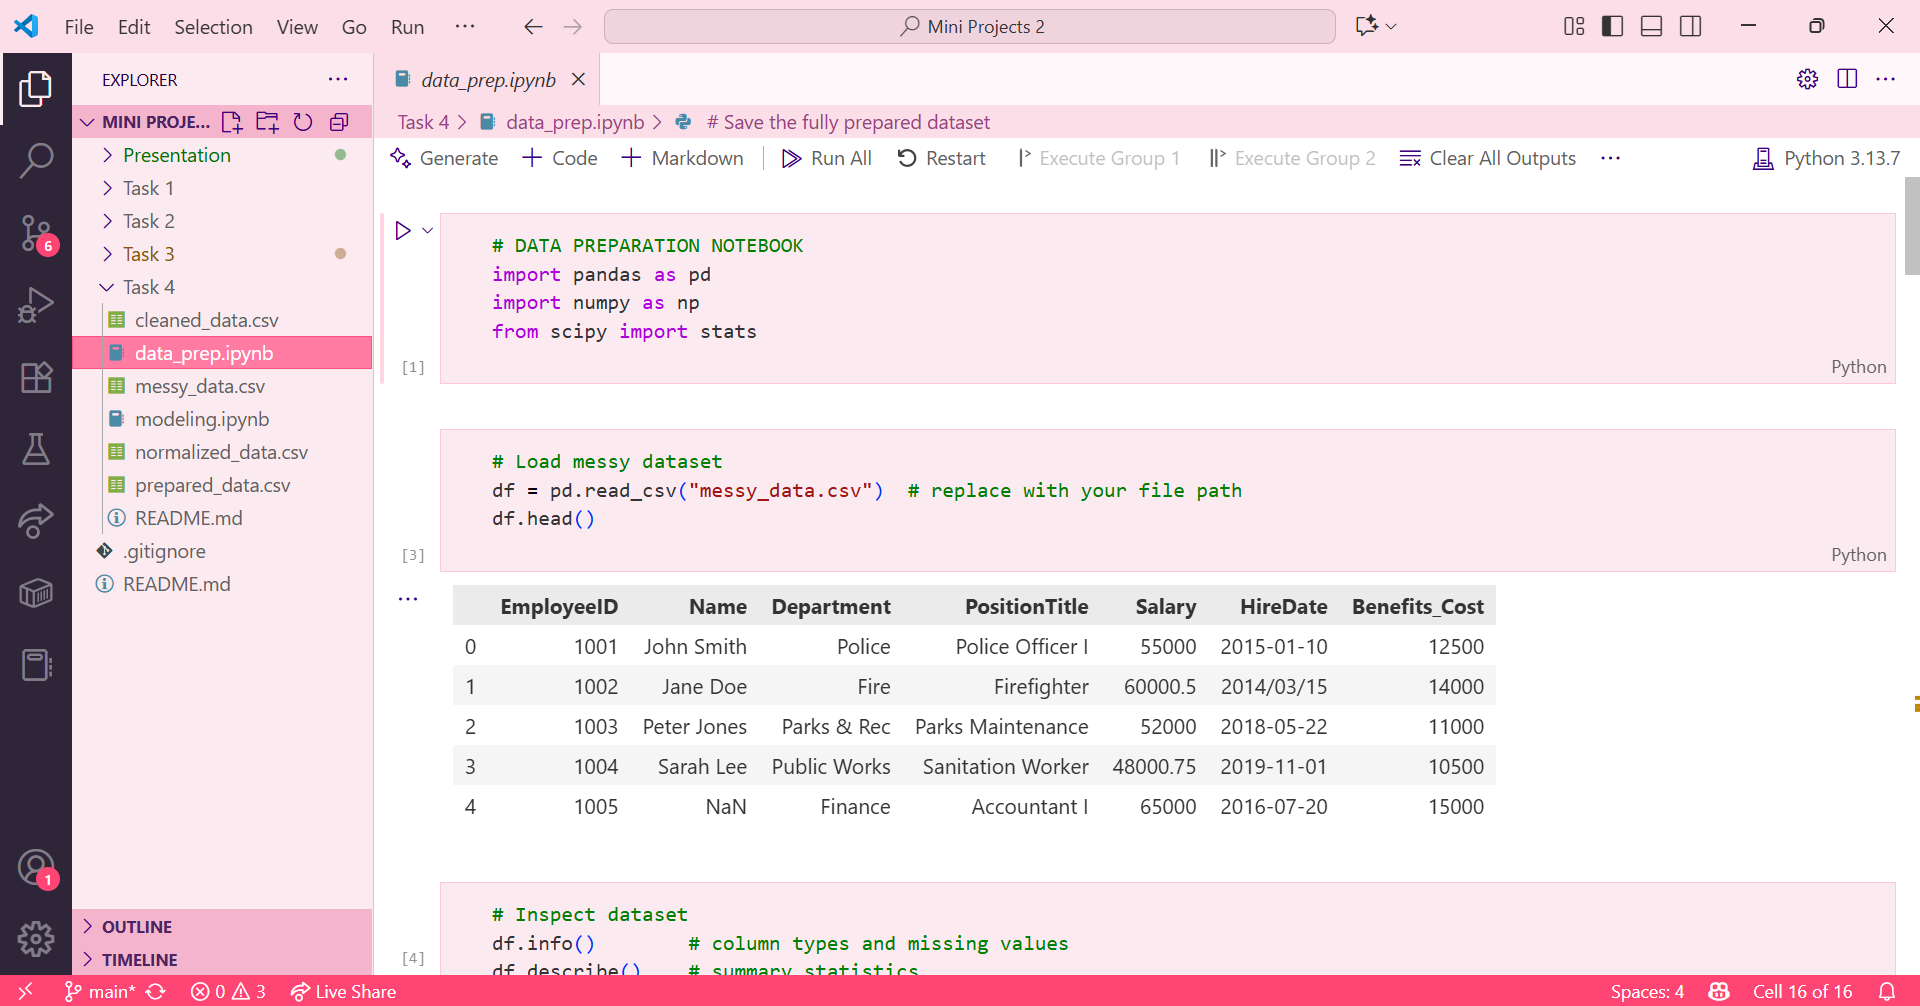 File Edit Selection View Go Run ··· Mini Projects 2
EXPLORER ···
MINI PROJE...
Presentation
Task 1
Task 2
Task 3
Task 4
cleaned_data.csv
data_prep.ipynb
messy_data.csv
modeling.ipynb
normalized_data.csv
prepared_data.csv
README.md
.gitignore
README.md
OUTLINE
TIMELINE
6
1
data_prep.ipynb
Task 4 > data_prep.ipynb > # Save the fully prepared dataset
Generate + Code + Markdown Run All Restart Execute Group 1 Execute Group 2 Clear All Outputs ··· Python 3.13.7
# DATA PREPARATION NOTEBOOK
import pandas as pd
import numpy as np
from scipy import stats
[1] Python
# Load messy dataset
df = pd.read_csv("messy_data.csv")  # replace with your file path
df.head()
[3] Python
EmployeeID Name Department PositionTitle Salary HireDate Benefits_Cost
0 1001 John Smith Police Police Officer I 55000 2015-01-10 12500
1 1002 Jane Doe Fire Firefighter 60000.5 2014/03/15 14000
2 1003 Peter Jones Parks & Rec Parks Maintenance 52000 2018-05-22 11000
3 1004 Sarah Lee Public Works Sanitation Worker 48000.75 2019-11-01 10500
4 1005 NaN Finance Accountant I 65000 2016-07-20 15000
# Inspect dataset
df.info()        # column types and missing values
[4]
df.describe()    # summary statistics
main* 0 3 Live Share Spaces: 4 Cell 16 of 16